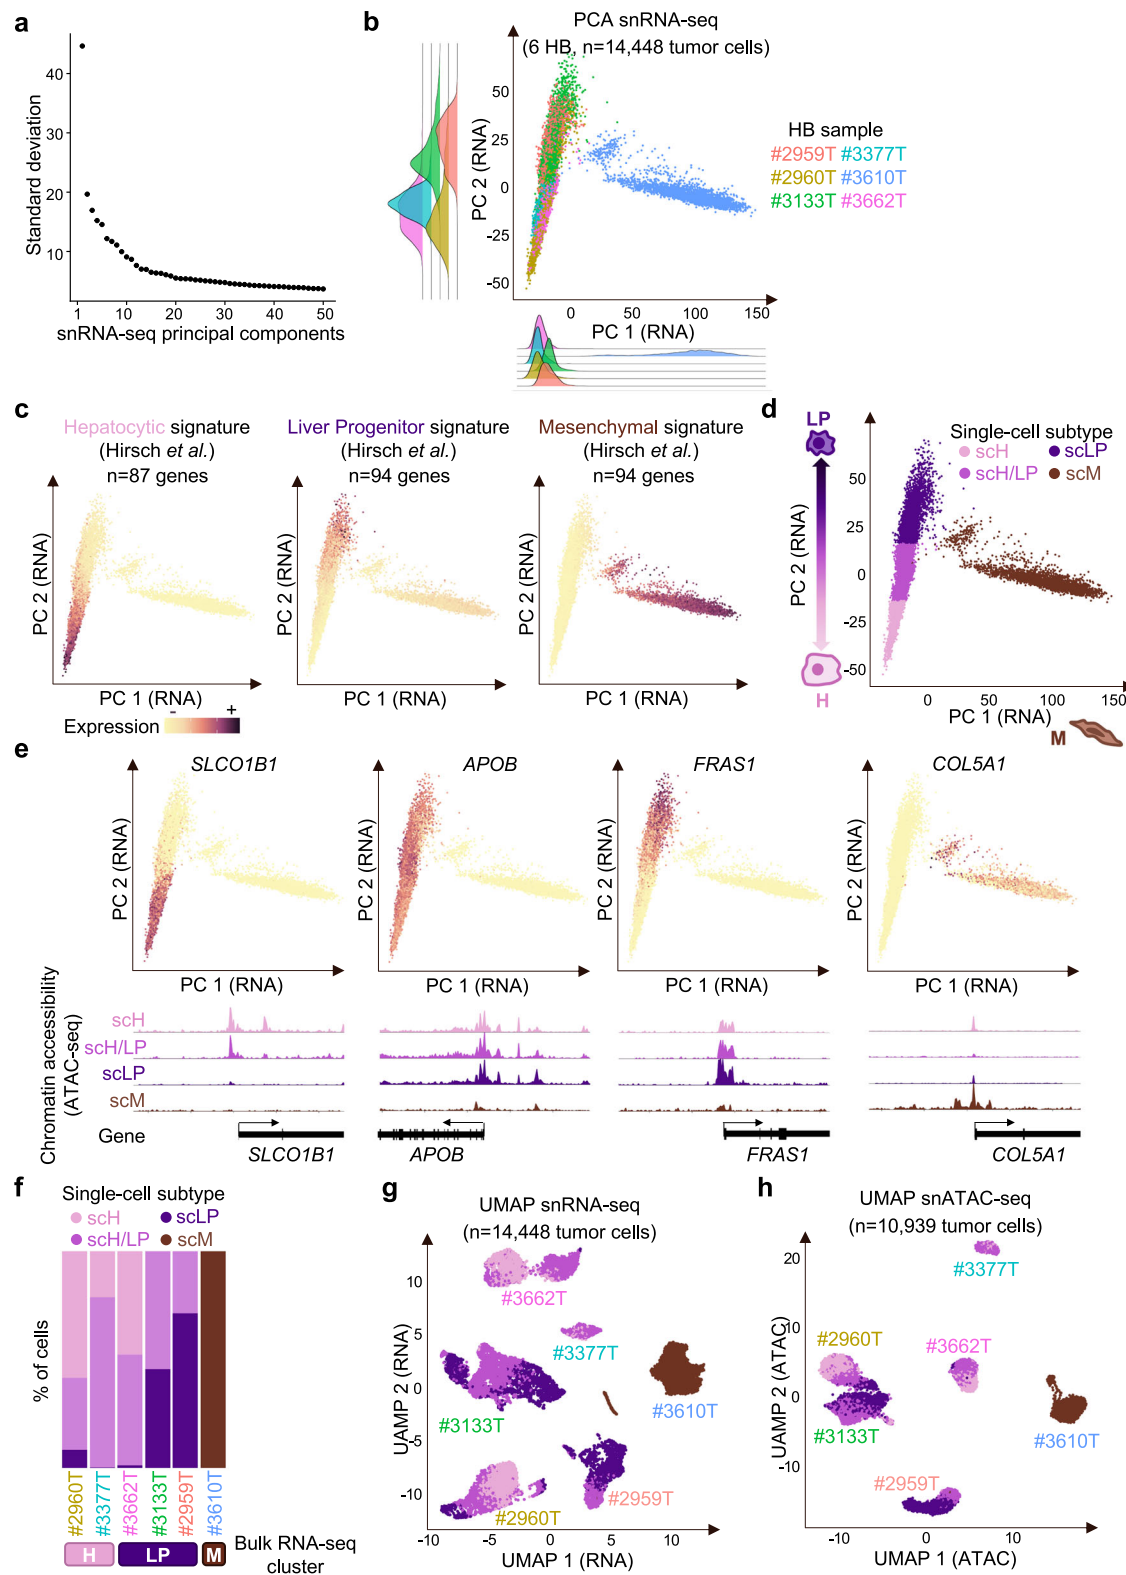 a
Standard deviation
40
30
20
10
1
10
20
30
40
50
snRNA-seq principal components
b
PCA snRNA-seq
(6 HB, n=14,448 tumor cells)
PC 2 (RNA)
50
25
0
-25
-50
0
50
100
150
PC 1 (RNA)
HB sample
#2959T #3377T
#2960T #3610T
#3133T #3662T
c
Hepatocytic signature
(Hirsch et al.)
n=87 genes
Liver Progenitor signature
(Hirsch et al.)
n=94 genes
Mesenchymal signature
(Hirsch et al.)
n=94 genes
PC 2 (RNA)
PC 1 (RNA)
PC 2 (RNA)
PC 1 (RNA)
PC 2 (RNA)
PC 1 (RNA)
Expression
-
+
d
LP
H
PC 2 (RNA)
Single-cell subtype
scH
scLP
scH/LP
scM
50
25
0
-25
-50
0
50
100
150
PC 1 (RNA)
M
e
SLCO1B1
APOB
FRAS1
COL5A1
PC 2 (RNA)
PC 1 (RNA)
PC 2 (RNA)
PC 1 (RNA)
PC 2 (RNA)
PC 1 (RNA)
PC 2 (RNA)
PC 1 (RNA)
Chromatin accessibility
(ATAC-seq)
scH
scH/LP
scLP
scM
Gene
SLCO1B1
APOB
FRAS1
COL5A1
f
Single-cell subtype
scH
scLP
scH/LP
scM
% of cells
#2960T
#3377T
#3662T
#3133T
#2959T
#3610T
H
LP
M
Bulk RNA-seq
cluster
g
UMAP snRNA-seq
(n=14,448 tumor cells)
UAMP 2 (RNA)
10
5
0
-5
-10
#3662T
#3377T
#3133T
#3610T
#2959T
#2960T
-10
-5
0
5
10
UMAP 1 (RNA)
h
UMAP snATAC-seq
(n=10,939 tumor cells)
UAMP 2 (ATAC)
20
10
0
-10
#3377T
#2960T
#3662T
#3133T
#3610T
#2959T
-10
0
10
UMAP 1 (ATAC)